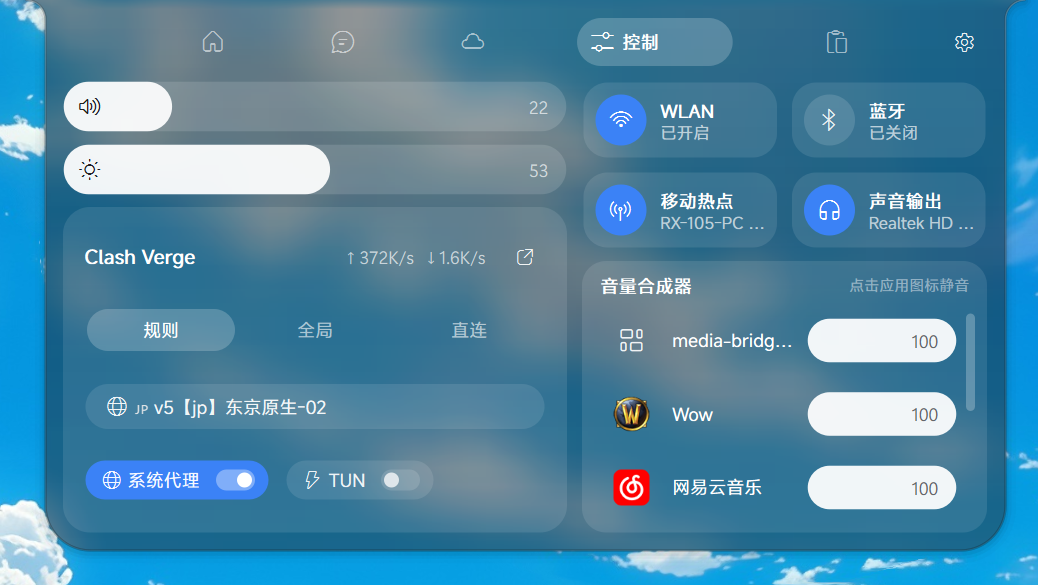 控制
22
53
WLAN
已开启
蓝牙
已关闭
移动热点
RX-105-PC ...
声音输出
Realtek HD ...
Clash Verge
↑ 372K/s ↓ 1.6K/s
规则
全局
直连
JP v5【jp】东京原生-02
系统代理
TUN
音量合成器
点击应用图标静音
media-bridg...
100
W
Wow
100
网易云音乐
100